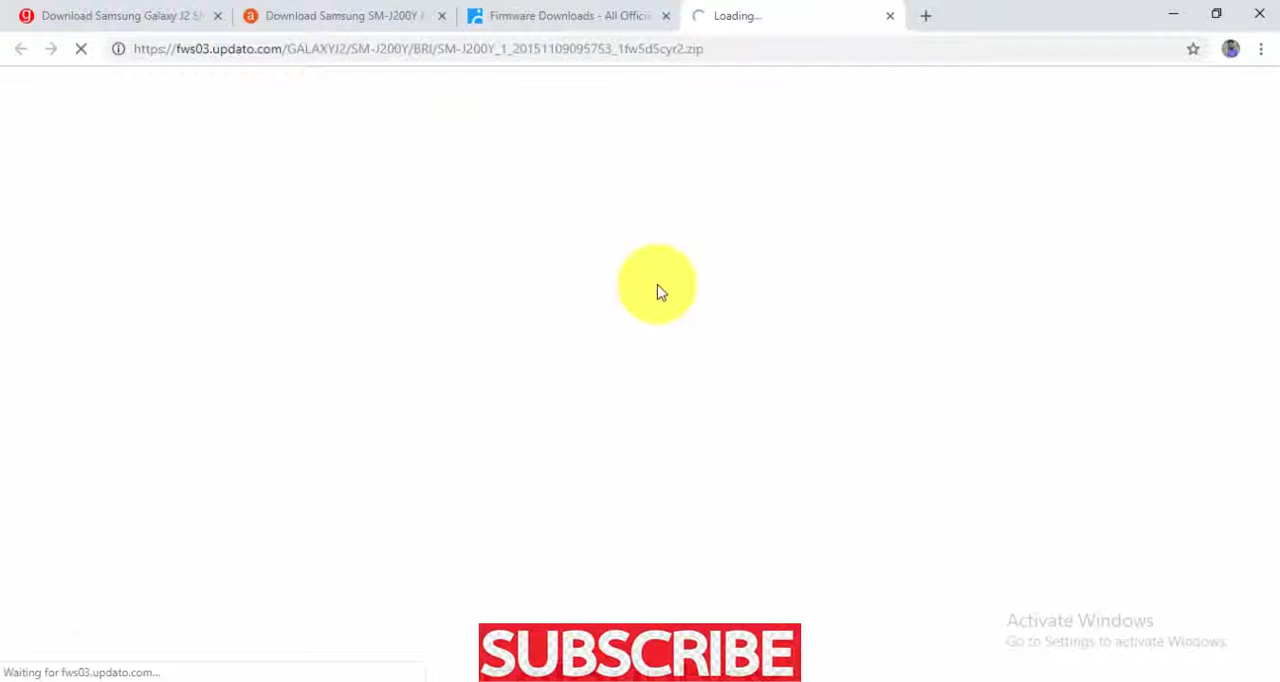 Download Samsung Galaxy J2 S
Download Samsung SM-J200Y
Firmware Downloads - All Offici
Loading...
https://fws03.updato.com/GALAXYJ2/SM-J200Y/BRI/SM-J200Y_1_20151109095753_1fw5d5cyr2.zip
Activate Windows
Go to Settings to activate Windows.
SUBSCRIBE
Waiting for fws03.updato.com...